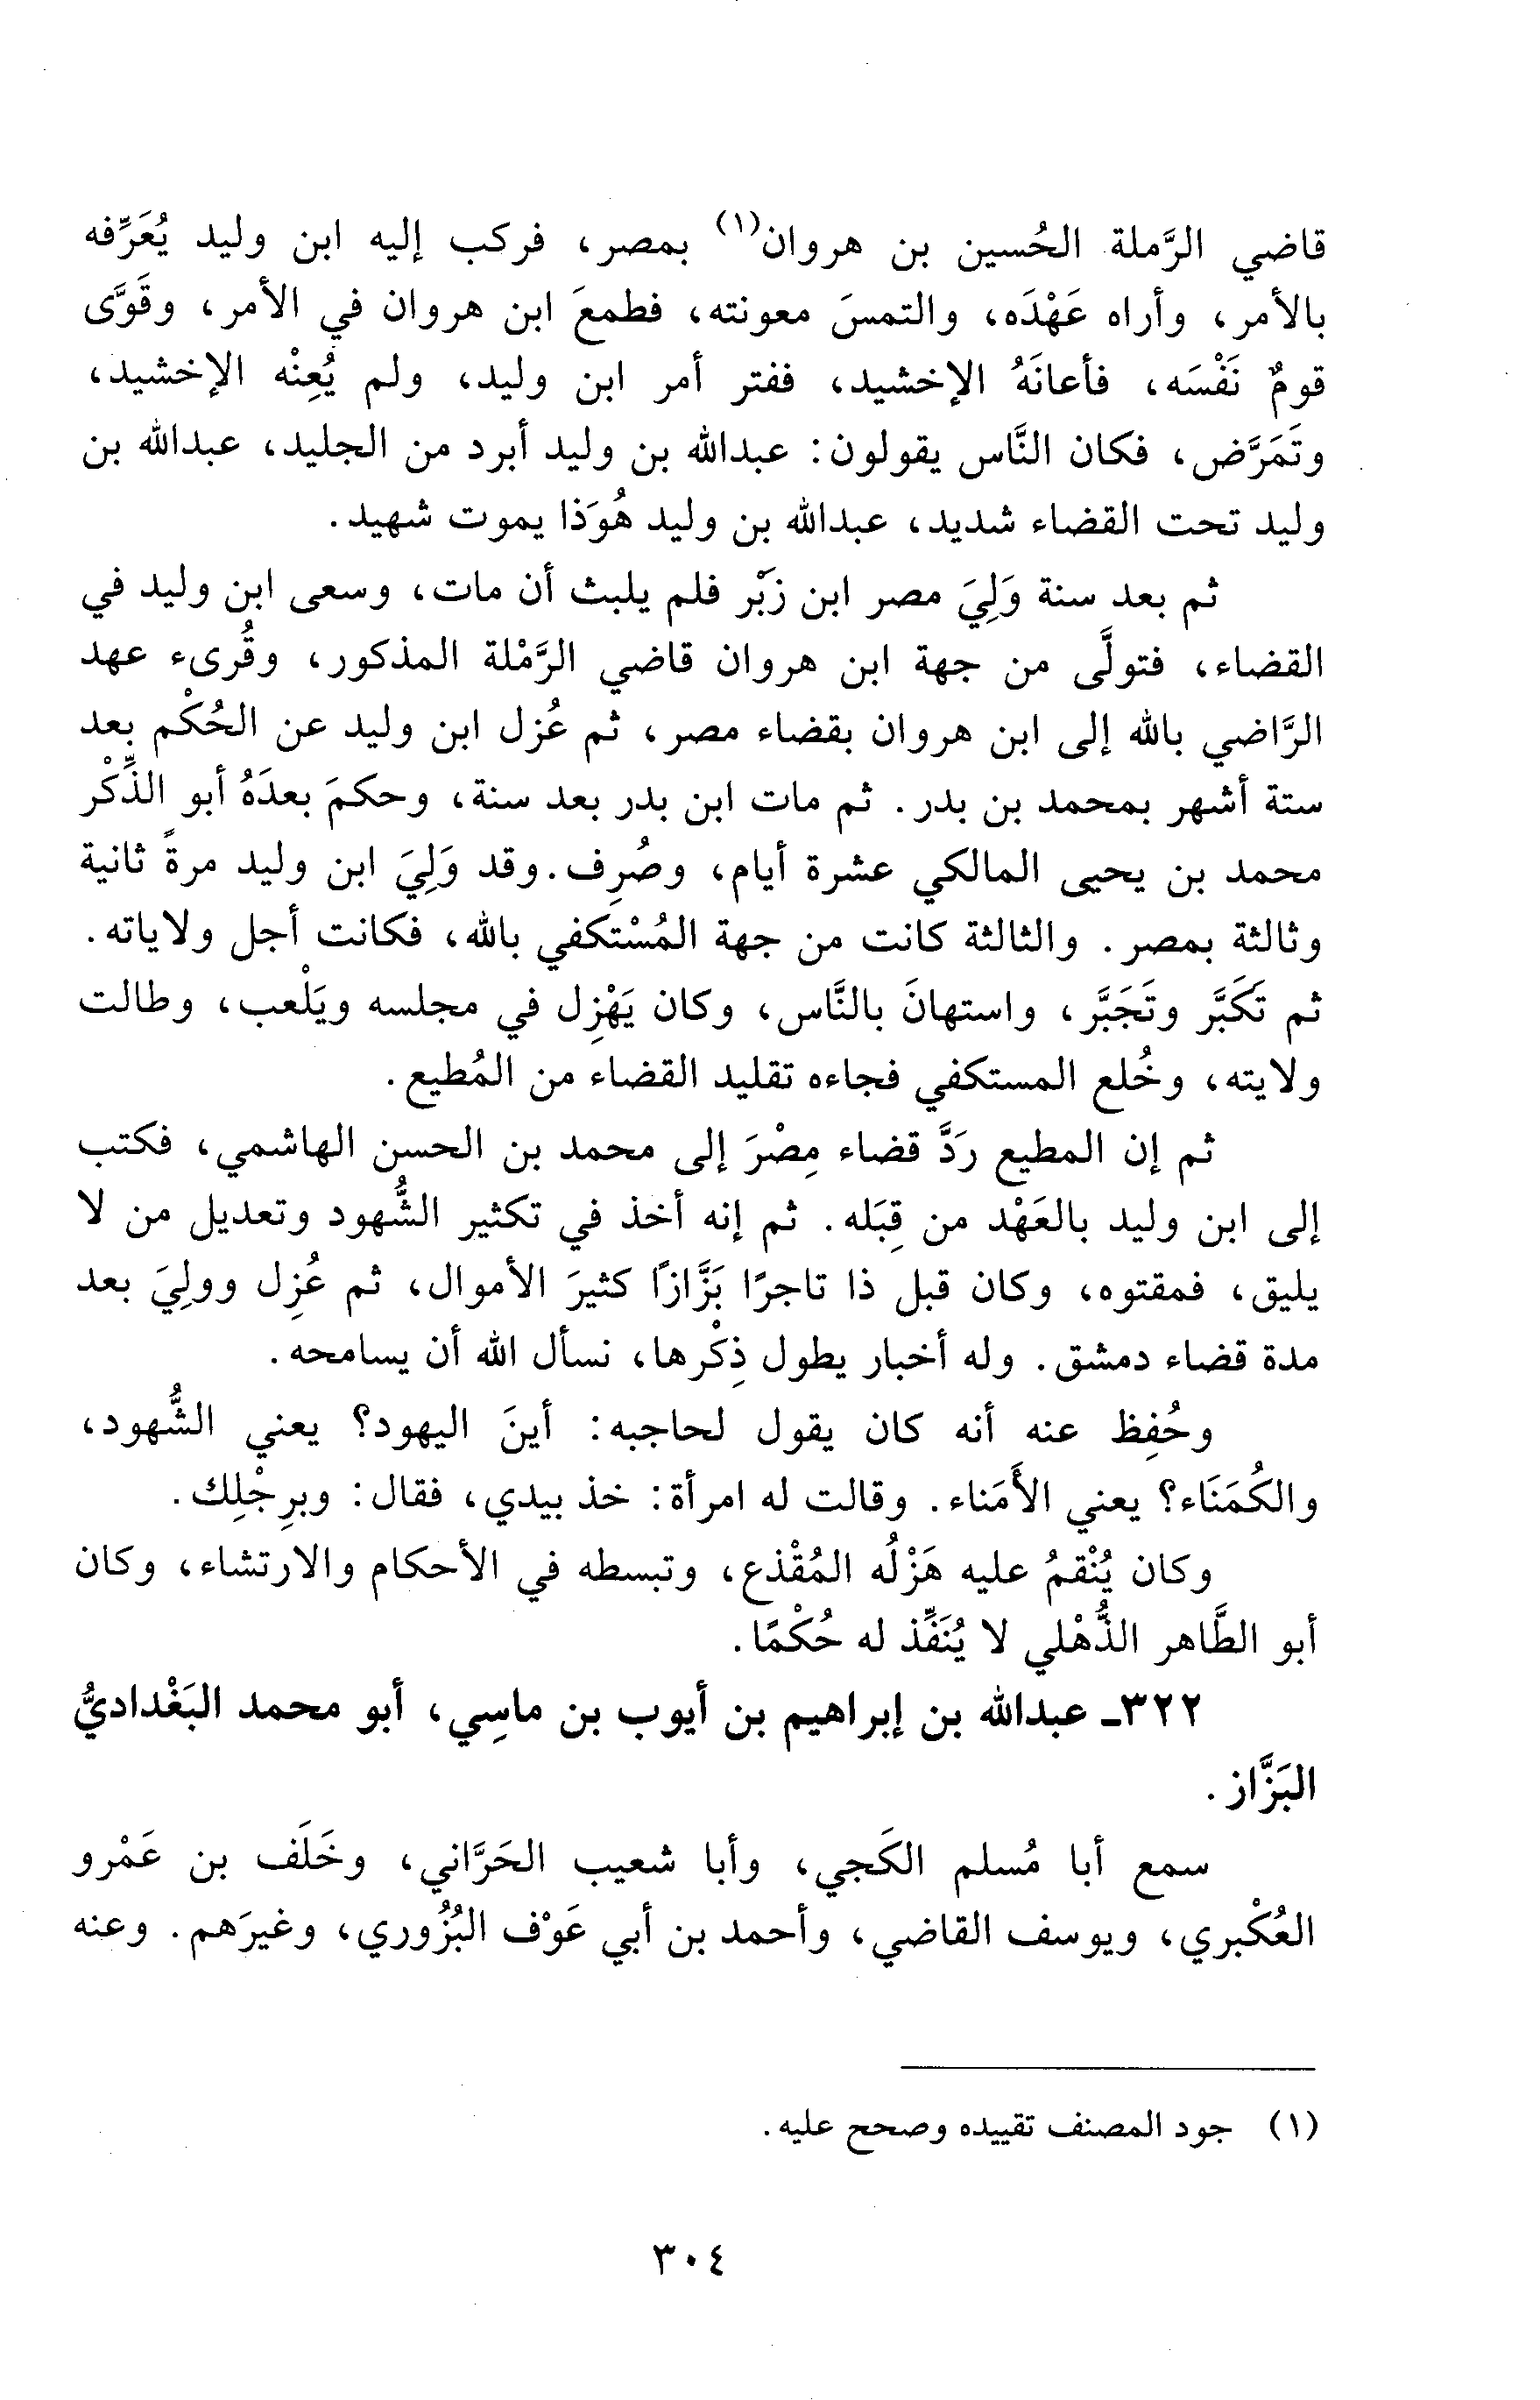 قاضي الرَّملة الحُسين بن هروان(١) بمصر، فركب إليه ابن وليد يُعَرِّفه
بالأمر، وأراه عَهْدَه، والتمسَ معونته، فطمعَ ابن هروان في الأمر، وقَوَّى
قومٌ نَفْسَه، فأعانَهُ الإخشيد، ففتر أمر ابن وليد، ولم يُعِنْه الإخشيد،
وتَمَرَّض، فكان النَّاس يقولون: عبدالله بن وليد أبرد من الجليد، عبدالله بن
وليد تحت القضاء شديد، عبدالله بن وليد هُوَذا يموت شهيد.
ثم بعد سنة وَلِيَ مصر ابن زَبْر فلم يلبث أن مات، وسعى ابن وليد في
القضاء، فتولَّى من جهة ابن هروان قاضي الرَّمْلة المذكور، وقُرىء عهد
الرَّاضي بالله إلى ابن هروان بقضاء مصر، ثم عُزل ابن وليد عن الحُكْم بعد
ستة أشهر بمحمد بن بدر. ثم مات ابن بدر بعد سنة، وحكمَ بعدَهُ أبو الذِّكْر
محمد بن يحيى المالكي عشرة أيام، وصُرِف. وقد وَلِيَ ابن وليد مرةً ثانية
وثالثة بمصر. والثالثة كانت من جهة المُسْتكفي بالله، فكانت أجل ولاياته.
ثم تَكَبَّر وتَجَبَّر، واستهانَ بالنَّاس، وكان يَهْزِل في مجلسه ويَلْعب، وطالت
ولايته، وخُلع المستكفي فجاءه تقليد القضاء من المُطيع.
ثم إن المطيع رَدَّ قضاء مِصْرَ إلى محمد بن الحسن الهاشمي، فكتب
إلى ابن وليد بالعَهْد من قِبَله. ثم إنه أخذ في تكثير الشُّهود وتعديل من لا
يليق، فمقتوه، وكان قبل ذا تاجرًا بَزَّازًا كثيرَ الأموال، ثم عُزِل ووليَ بعد
مدة قضاء دمشق. وله أخبار يطول ذِكْرها، نسأل الله أن يسامحه.
وحُفِظ عنه أنه كان يقول لحاجبه: أينَ اليهود؟ يعني الشُّهود،
والكُمَنَاء؟ يعني الأُمَناء. وقالت له امرأة: خذ بيدي، فقال: وبرِجْلِك.
وكان يُنْقمُ عليه هَزْلُه المُقْذع، وتبسطه في الأحكام والارتشاء، وكان
أبو الطَّاهر الذُّهْلي لا يُنَفِّذ له حُكْمًا.
٣٢٢ـ عبدالله بن إبراهيم بن أيوب بن ماسِي، أبو محمد البَغْداديُّ
البَزَّاز.
سمع أبا مُسلم الكَجي، وأبا شعيب الحَرَّاني، وخَلَف بن عَمْرو
العُكْبري، ويوسف القاضي، وأحمد بن أبي عَوْف البُزُوري، وغيرَهم. وعنه
(١) جود المصنف تقييده وصحح عليه.
٣٠٤